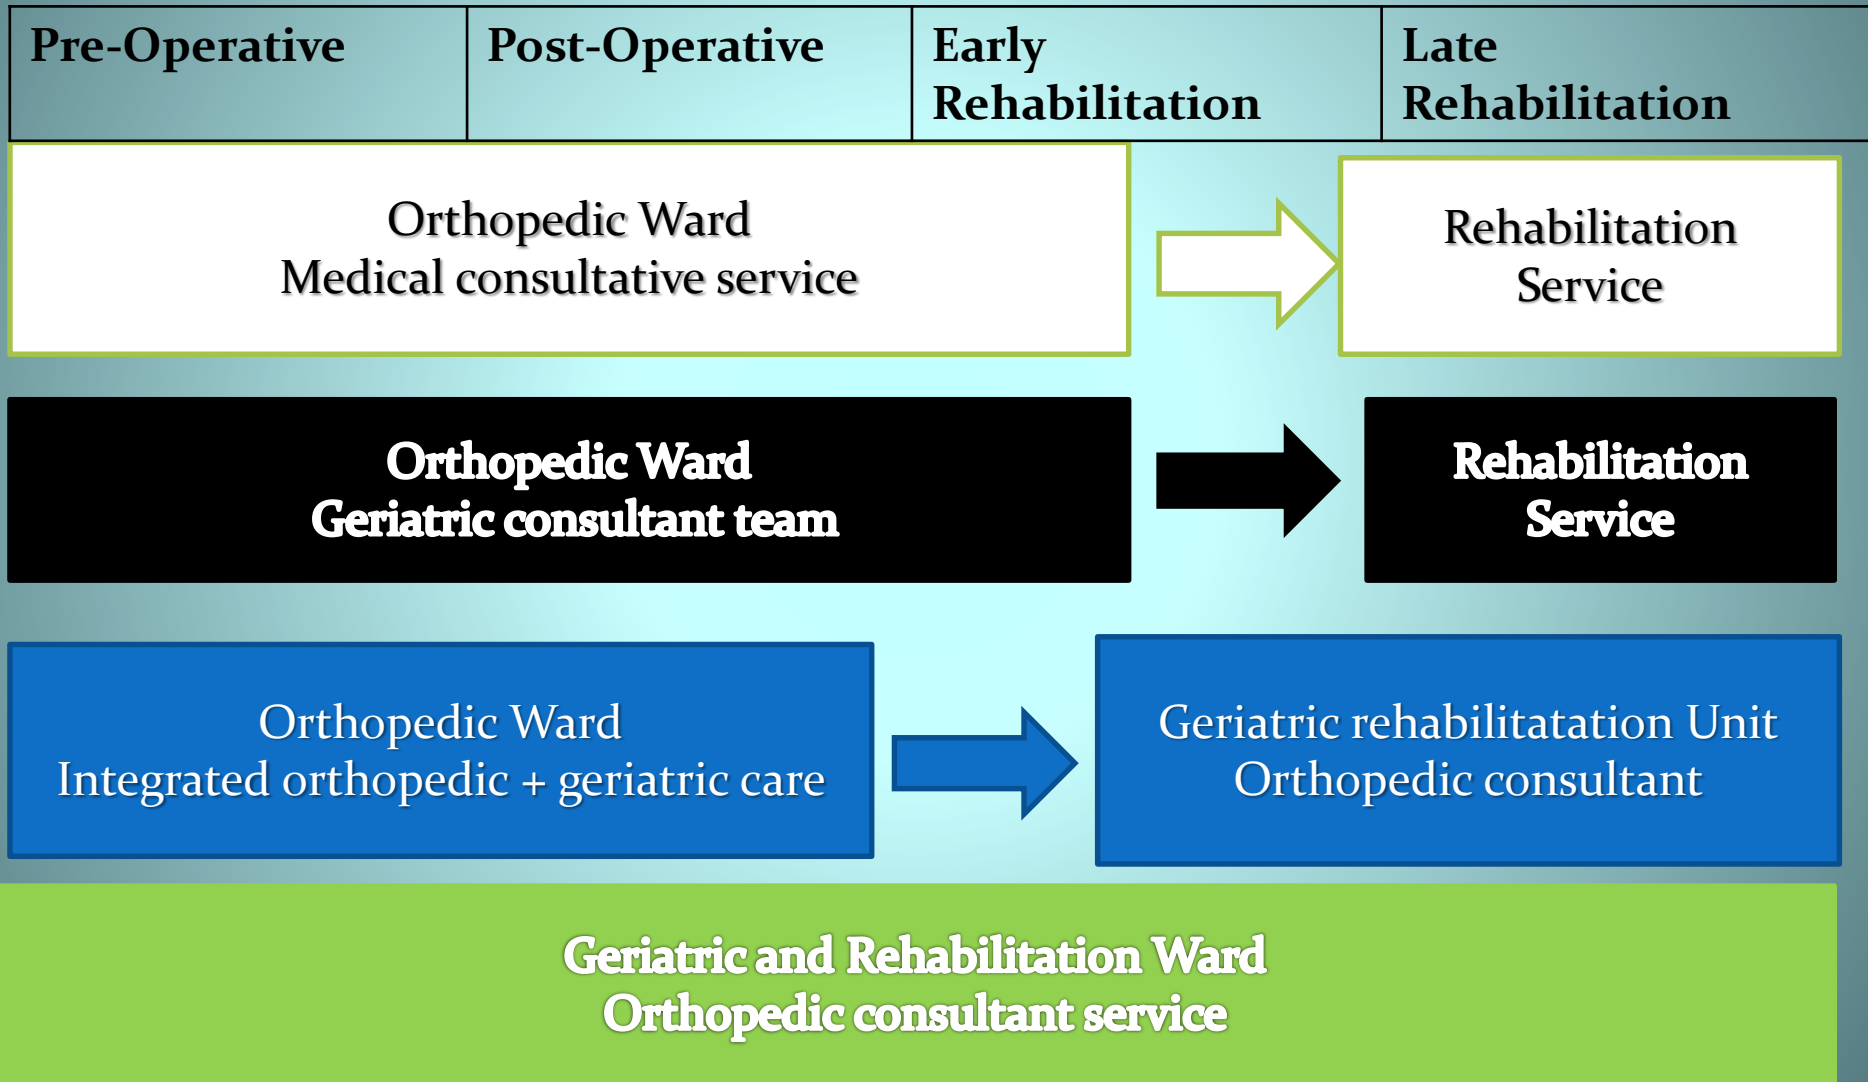 Pre-Operative
Post-Operative
Early
Rehabilitation
Late
Rehabilitation
Orthopedic Ward
Medical consultative service
Rehabilitation
Service
Orthopedic Ward
Geriatric consultant team
Rehabilitation
Service
Orthopedic Ward
Integrated orthopedic + geriatric care
Geriatric rehabilitatation Unit
Orthopedic consultant
Geriatric and Rehabilitation Ward
Orthopedic consultant service